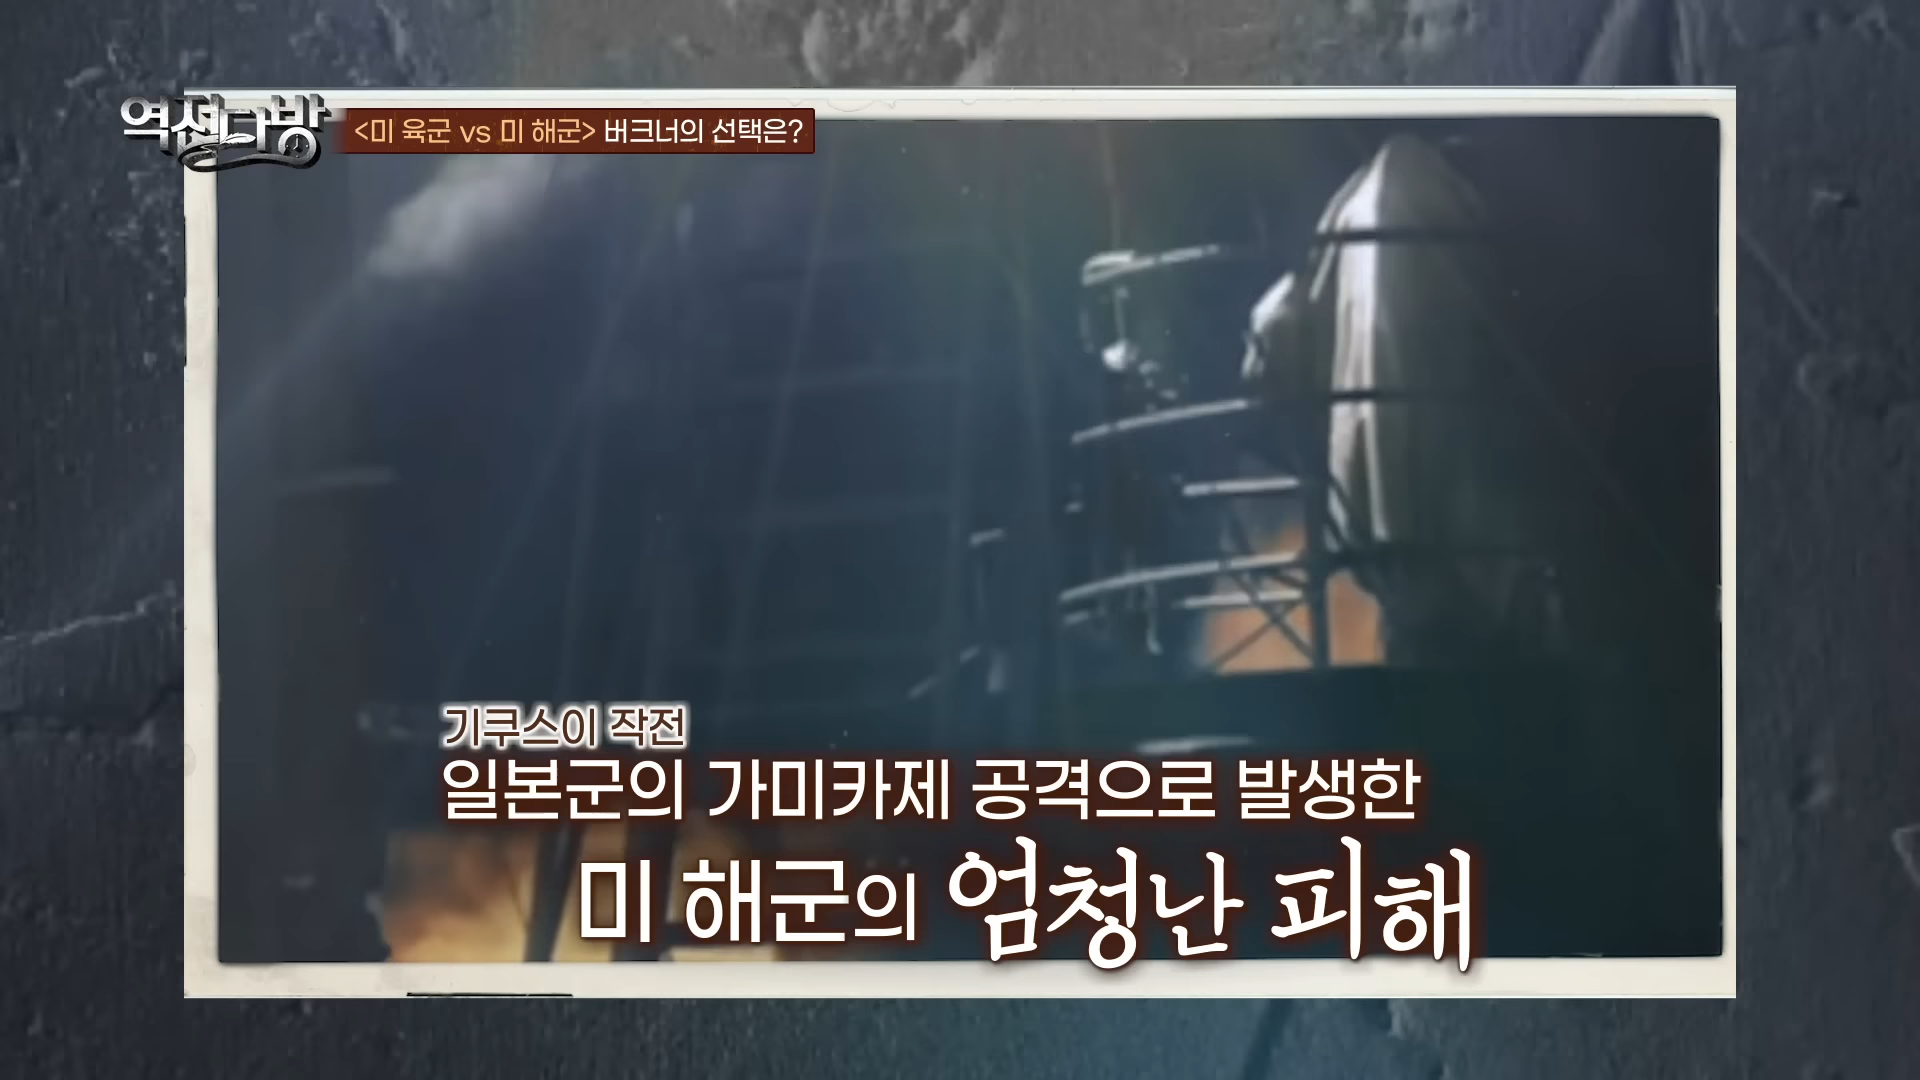 역전다방
<미 육군 vs 미 해군> 버크너의 선택은?
기쿠스이 작전
일본군의 가미카제 공격으로 발생한
미 해군의 엄청난 피해